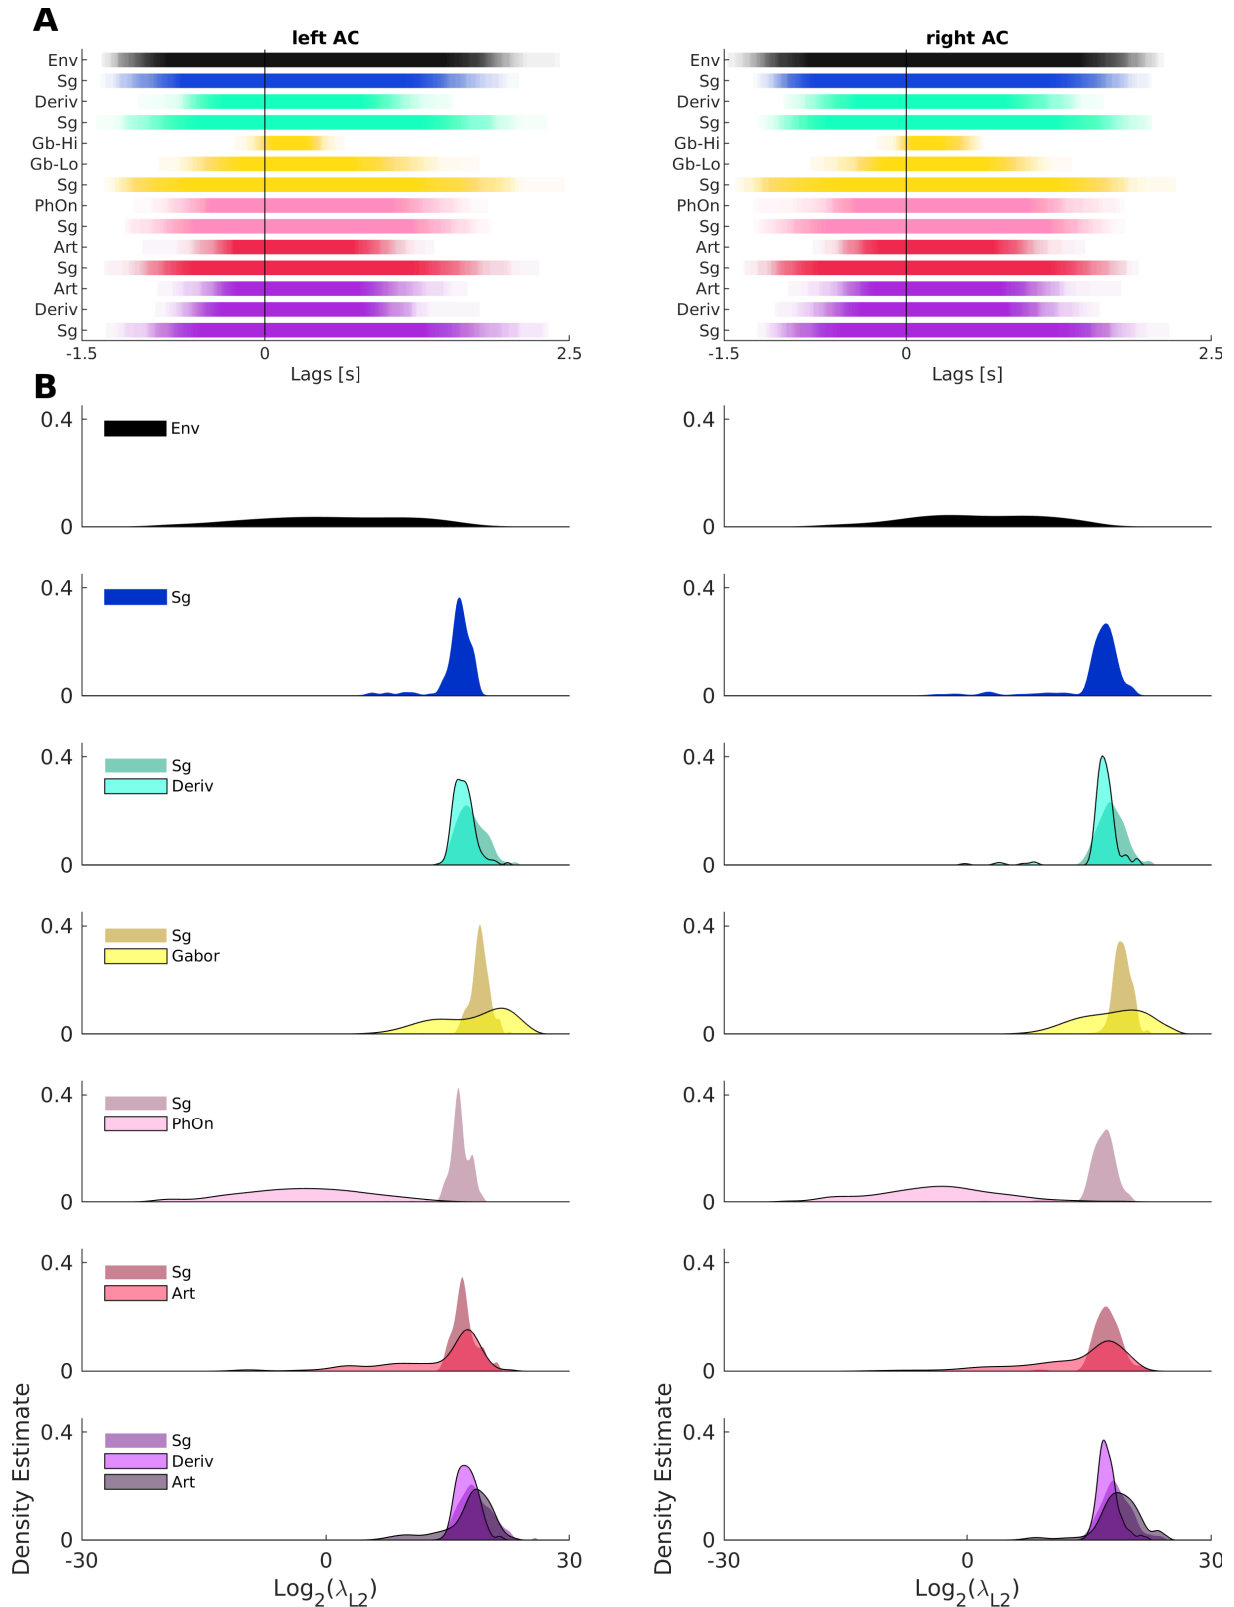 A
left AC
right AC
Env
Sg
Deriv
Sg
Gb-Hi
Gb-Lo
Sg
PhOn
Sg
Art
Sg
Art
Deriv
Sg
-1.5
0
2.5
Lags [s]
Env
Sg
Deriv
Sg
Gb-Hi
Gb-Lo
Sg
PhOn
Sg
Art
Sg
Art
Deriv
Sg
-1.5
0
2.5
Lags [s]
B
0.4
Env
0
0.4
0
0.4
Sg
0
0.4
0
0.4
Sg
Deriv
0
0.4
0
0.4
Sg
Gabor
0
0.4
0
0.4
Sg
PhOn
0
0.4
0
0.4
Sg
Art
0
0.4
0
0.4
Sg
Deriv
Art
0
Density Estimate
-30
0
30
Log2(λL2)
0.4
0
Density Estimate
-30
0
30
Log2(λL2)